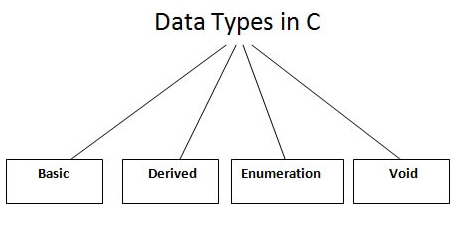 Data Types in C
Basic
Derived
Enumeration
Void